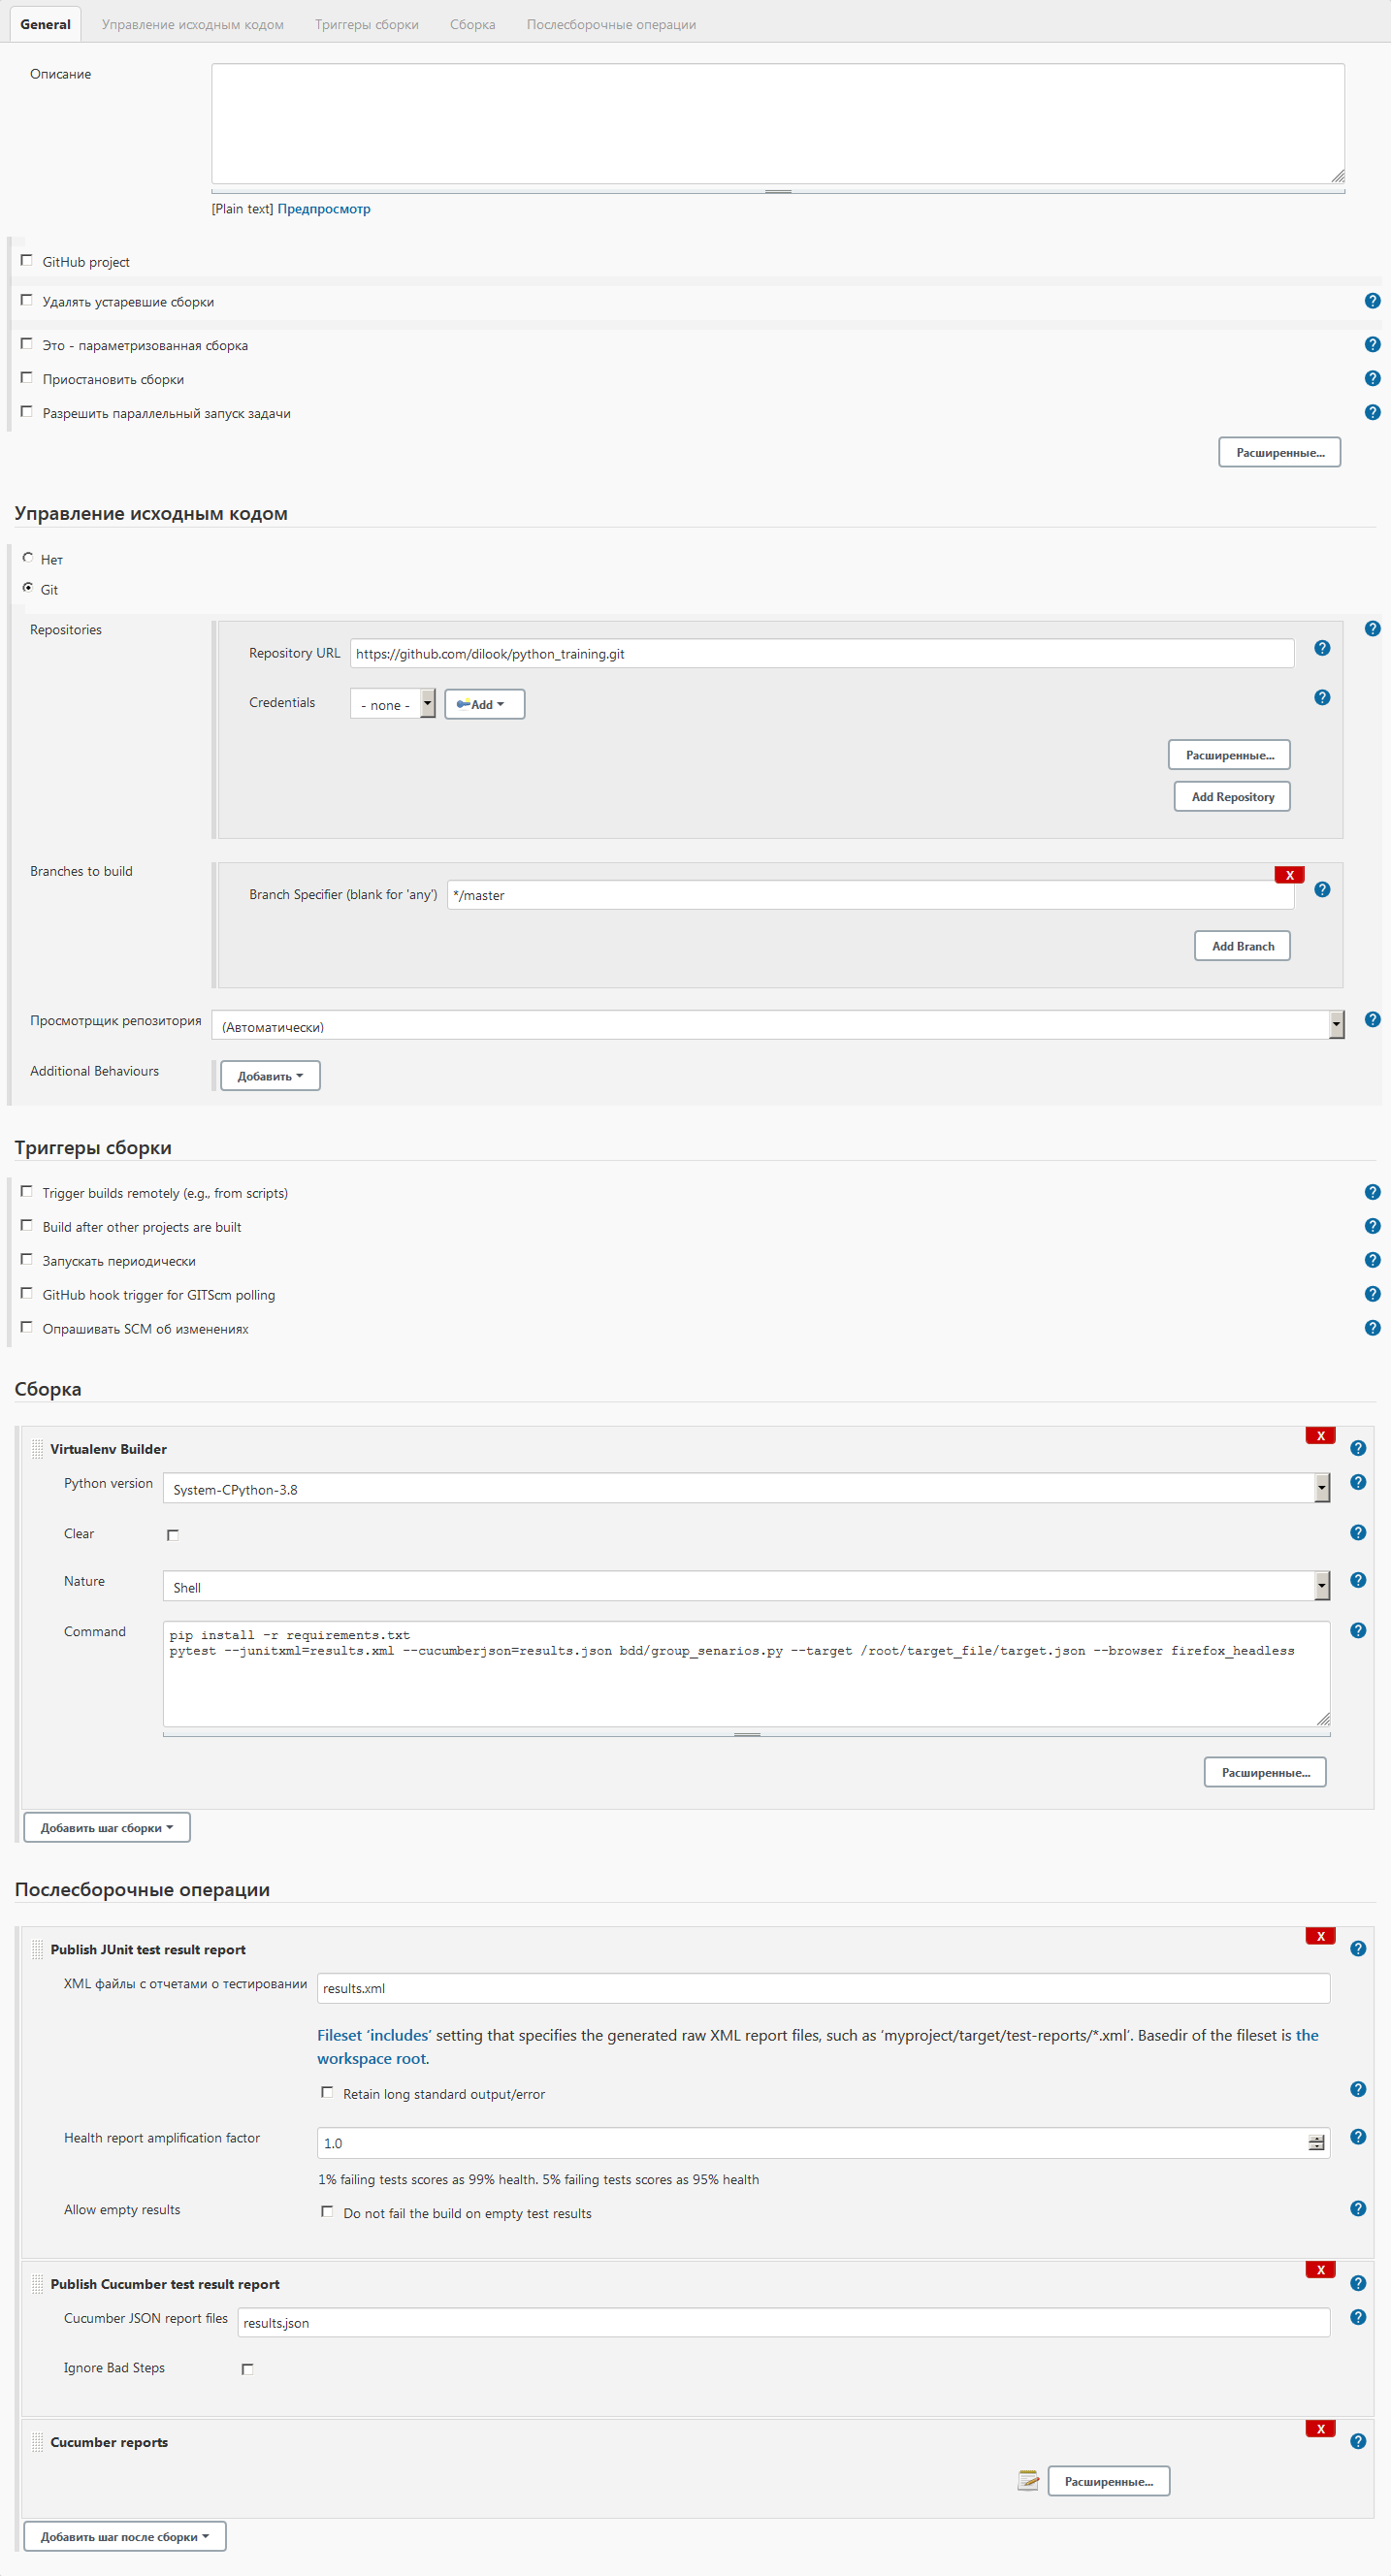 General Управление исходным кодом Триггеры сборки Сборка Послесборочные операции
Описание
[Plain text] Предпросмотр
GitHub project
Удалять устаревшие сборки
Это - параметризованная сборка
Приостановить сборки
Разрешить параллельный запуск задачи
Расширенные...
Управление исходным кодом
Нет
Git
Repositories
Repository URL https://github.com/dilook/python_training.git
Credentials - none - Add
Расширенные...
Add Repository
Branches to build
X
Branch Specifier (blank for 'any') */master
Add Branch
Просмотрщик репозитория (Автоматически)
Additional Behaviours Добавить
Триггеры сборки
Trigger builds remotely (e.g., from scripts)
Build after other projects are built
Запускать периодически
GitHub hook trigger for GITScm polling
Опрашивать SCM об изменениях
Сборка
X
Virtualenv Builder
Python version System-CPython-3.8
Clear
Nature Shell
Command pip install -r requirements.txt
pytest --junitxml=results.xml --cucumberjson=results.json bdd/group_senarios.py --target /root/target_file/target.json --browser firefox_headless
Расширенные...
Добавить шаг сборки
Послесборочные операции
X
Publish JUnit test result report
XML файлы с отчетами о тестировании results.xml
Fileset 'includes' setting that specifies the generated raw XML report files, such as 'myproject/target/test-reports/*.xml'. Basedir of the fileset is the
workspace root.
Retain long standard output/error
Health report amplification factor 1.0
1% failing tests scores as 99% health. 5% failing tests scores as 95% health
Allow empty results Do not fail the build on empty test results
X
Publish Cucumber test result report
Cucumber JSON report files results.json
Ignore Bad Steps
X
Cucumber reports
Расширенные...
Добавить шаг после сборки